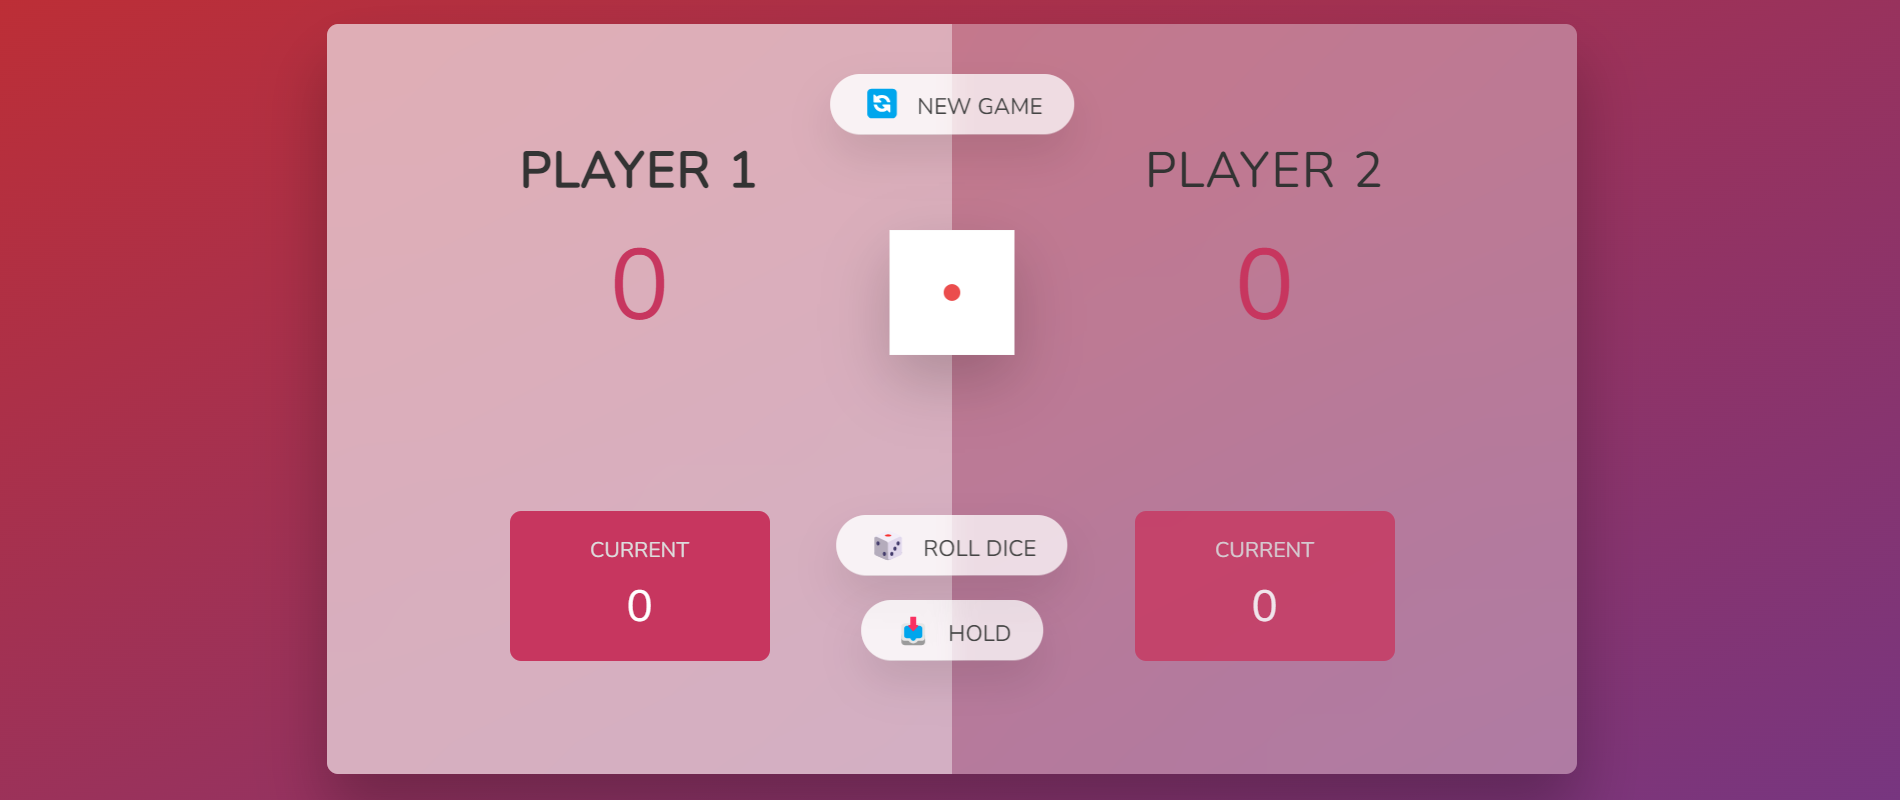 NEW GAME
PLAYER 1
0
CURRENT
0
PLAYER 2
0
CURRENT
0
ROLL DICE
HOLD